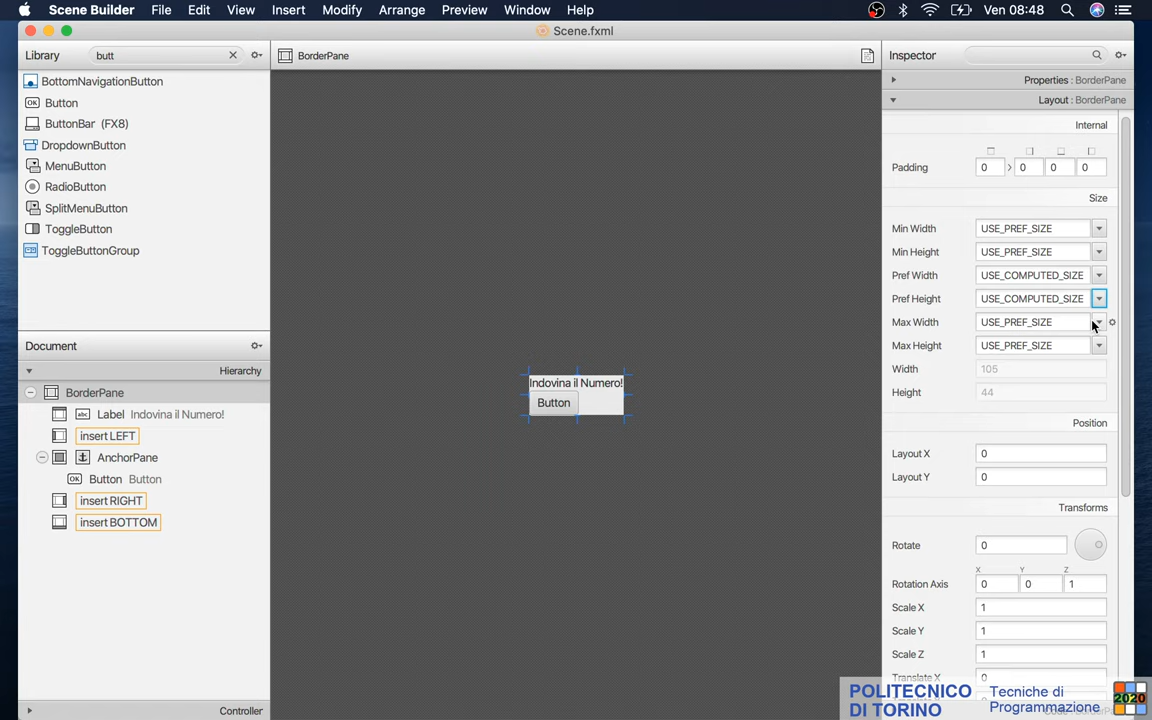 Scene Builder File Edit View Insert Modify Arrange Preview Window Help Ven 08:48
Scene.fxml
Library butt
BorderPane
Inspector
BottomNavigationButton
Button
ButtonBar (FX8)
DropdownButton
MenuButton
RadioButton
SplitMenuButton
ToggleButton
ToggleButtonGroup
Document
Hierarchy
BorderPane
abc Label Indovina il Numero!
insert LEFT
AnchorPane
OK Button Button
insert RIGHT
insert BOTTOM
Controller
Indovina il Numero!
Button
Properties : BorderPane
Layout : BorderPane
Internal
Padding 0 > 0 0 0
Size
Min Width USE_PREF_SIZE
Min Height USE_PREF_SIZE
Pref Width USE_COMPUTED_SIZE
Pref Height USE_COMPUTED_SIZE
Max Width USE_PREF_SIZE
Max Height USE_PREF_SIZE
Width 105
Height 44
Position
Layout X 0
Layout Y 0
Transforms
Rotate 0
X Y Z
Rotation Axis 0 0 1
Scale X 1
Scale Y 1
Scale Z 1
Translate X 0
POLITECNICO
DI TORINO
Tecniche di
Programmazione
2020